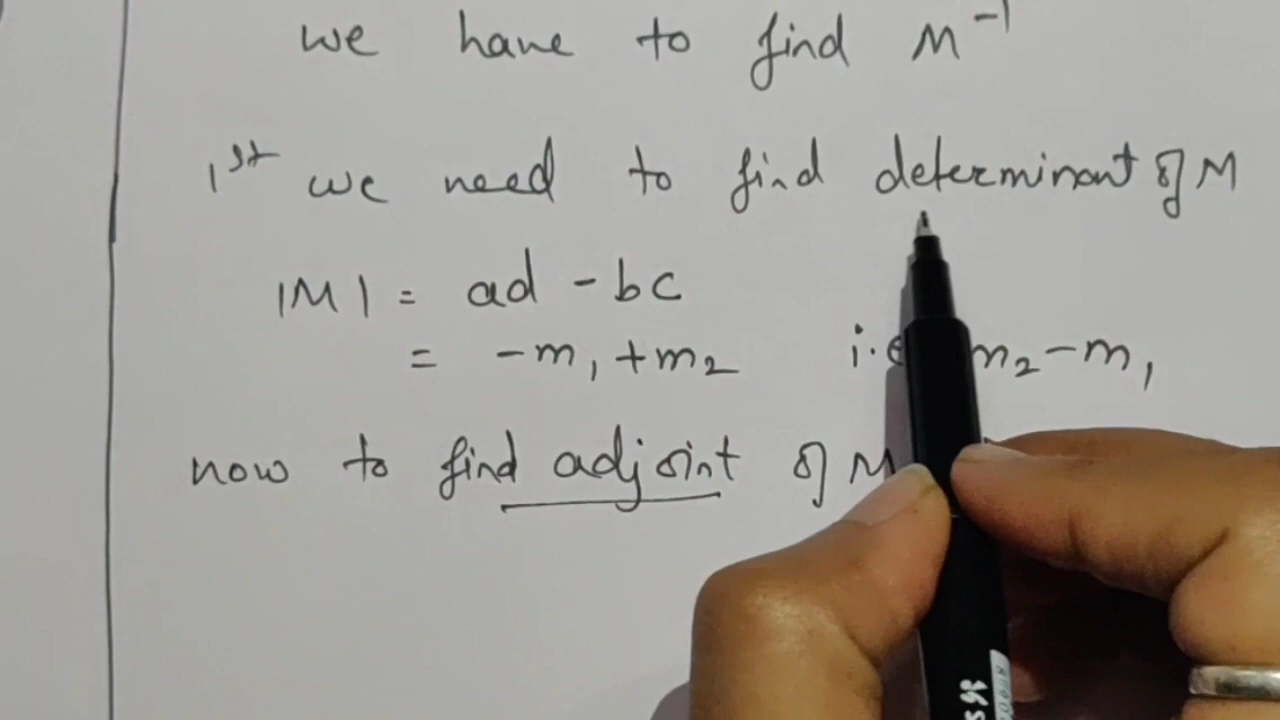 we have to find M⁻¹
1st we need to find determinant of M
|M| = ad - bc
= -m₁ + m₂ i.e m₂ - m₁
now to find adjoint of M